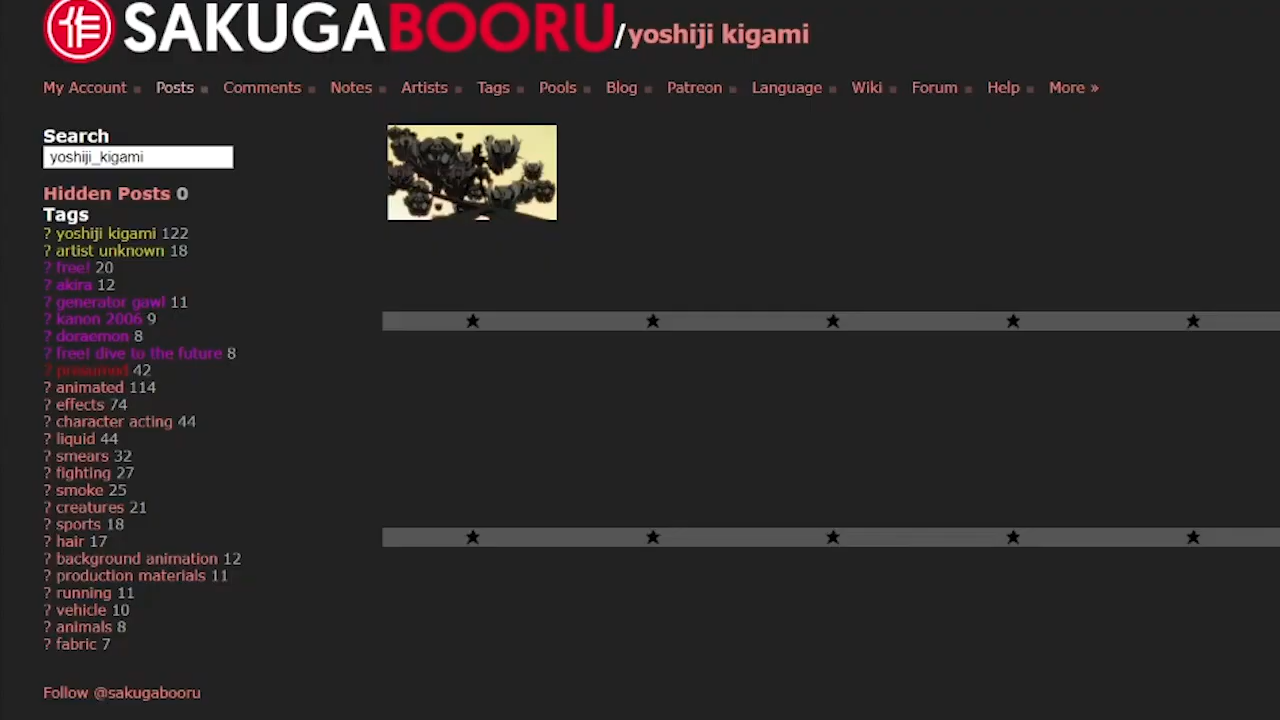 作 SAKUGABOORU/yoshiji kigami
My Account Posts Comments Notes Artists Tags Pools Blog Patreon Language Wiki Forum Help More »
Search
yoshiji_kigami
Hidden Posts 0
Tags
? yoshiji kigami 122
? artist unknown 18
? free! 20
? akira 12
? generator gawl 11
? kanon 2006 9
? doraemon 8
? free! dive to the future 8
? presumed 42
? animated 114
? effects 74
? character acting 44
? liquid 44
? smears 32
? fighting 27
? smoke 25
? creatures 21
? sports 18
? hair 17
? background animation 12
? production materials 11
? running 11
? vehicle 10
? animals 8
? fabric 7
Follow @sakugabooru